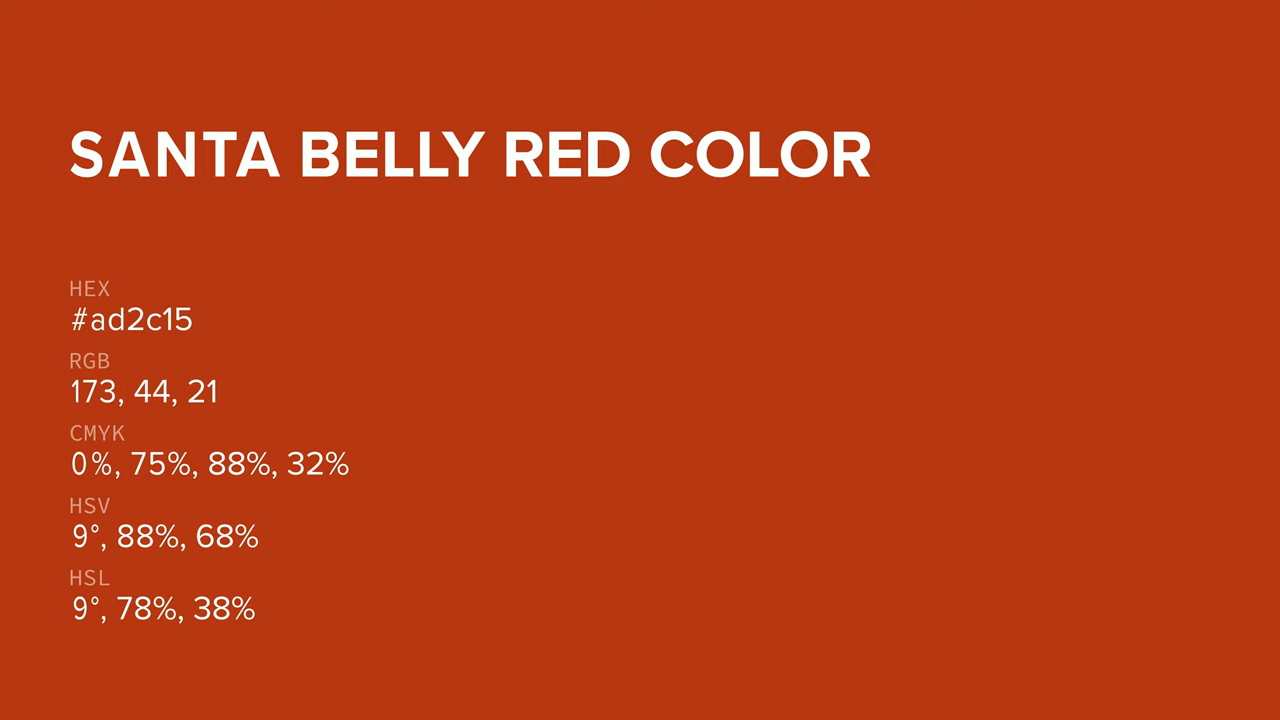 SANTA BELLY RED COLOR
HEX
#ad2c15
RGB
173, 44, 21
CMYK
0%, 75%, 88%, 32%
HSV
9°, 88%, 68%
HSL
9°, 78%, 38%